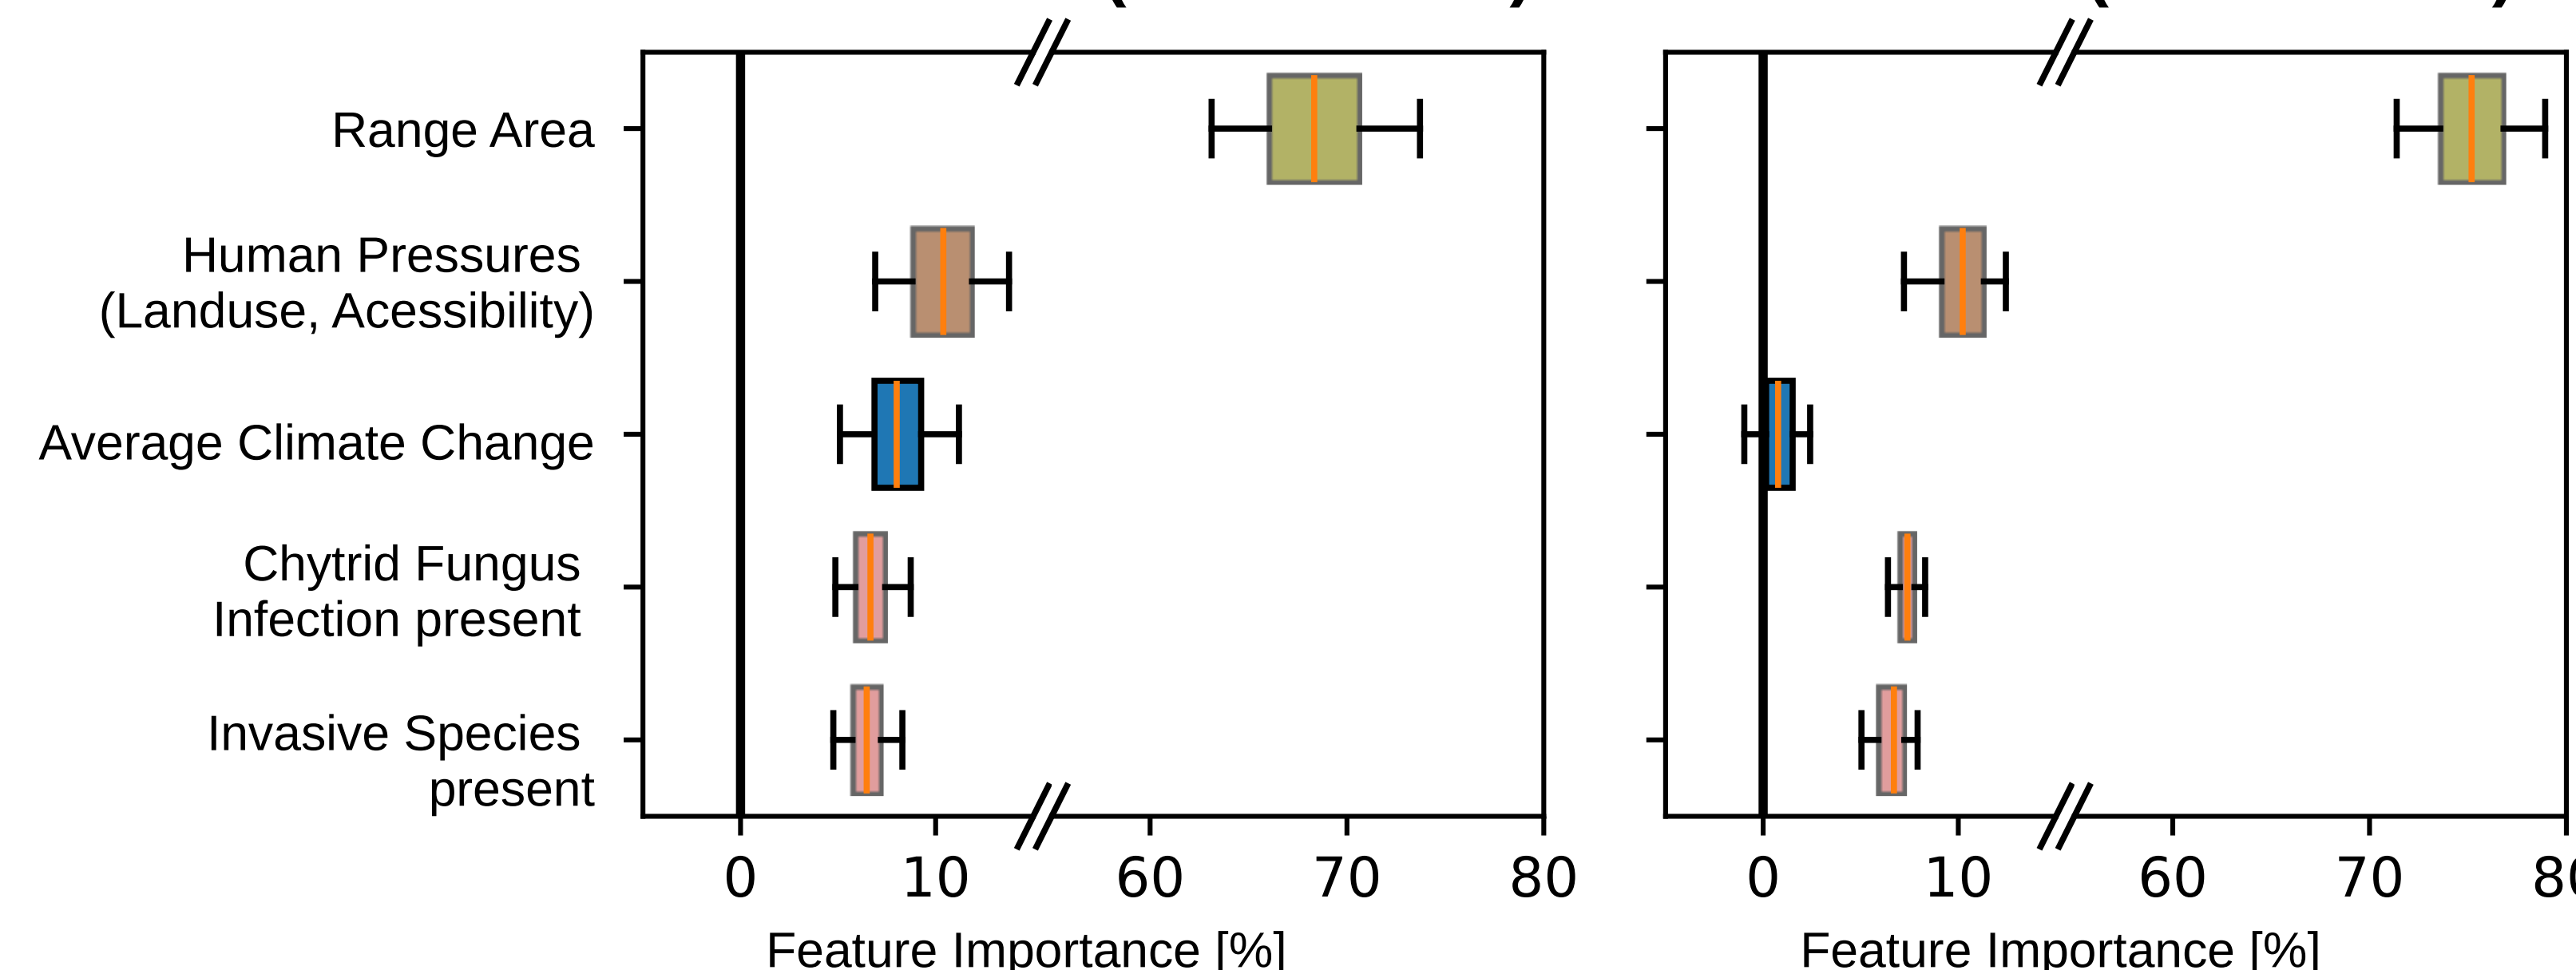 Range Area
Human Pressures
(Landuse, Acessibility)
Average Climate Change
Chytrid Fungus
Infection present
Invasive Species
present
0 10 60 70 80
Feature Importance [%]
0 10 60 70
Feature Importance [%]